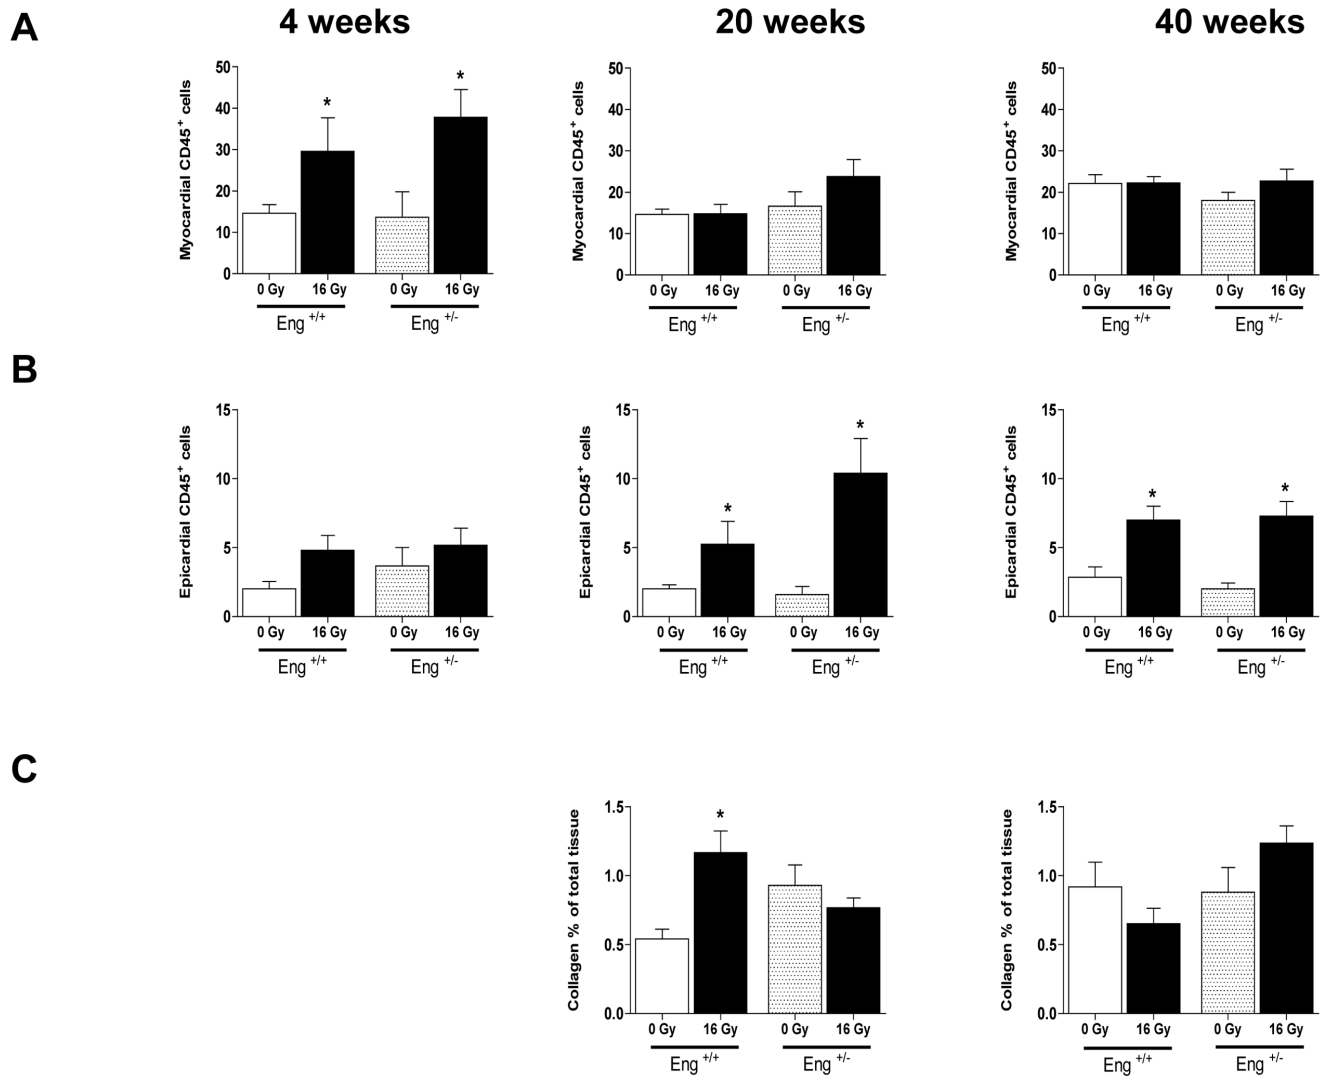 A
4 weeks
20 weeks
40 weeks
Myocardial CD45⁺ cells
50
40
30
20
10
0
*
*
0 Gy 16 Gy 0 Gy 16 Gy
Eng +/+ Eng +/-
Myocardial CD45⁺ cells
50
40
30
20
10
0
0 Gy 16 Gy 0 Gy 16 Gy
Eng +/+ Eng +/-
Myocardial CD45⁺ cells
50
40
30
20
10
0
0 Gy 16 Gy 0 Gy 16 Gy
Eng +/+ Eng +/-
B
Epicardial CD45⁺ cells
15
10
5
0
0 Gy 16 Gy 0 Gy 16 Gy
Eng +/+ Eng +/-
Epicardial CD45⁺ cells
15
10
5
0
*
*
0 Gy 16 Gy 0 Gy 16 Gy
Eng +/+ Eng +/-
Epicardial CD45⁺ cells
15
10
5
0
*
*
0 Gy 16 Gy 0 Gy 16 Gy
Eng +/+ Eng +/-
C
Collagen % of total tissue
1.5
1.0
0.5
0.0
*
0 Gy 16 Gy 0 Gy 16 Gy
Eng +/+ Eng +/-
Collagen % of total tissue
1.5
1.0
0.5
0.0
0 Gy 16 Gy 0 Gy 16 Gy
Eng +/+ Eng +/-